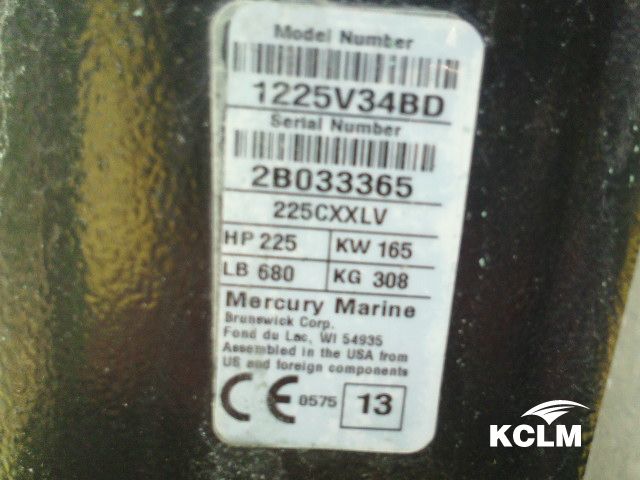 Model Number
1225V34BD
Serial Number
2B033365
225CXXLV
HP 225 KW 165
LB 680 KG 308
Mercury Marine
Brunswick Corp.
Fond du Lac, WI 54935
Assembled in the USA from
US and foreign components
CE 0575 13
KCLM